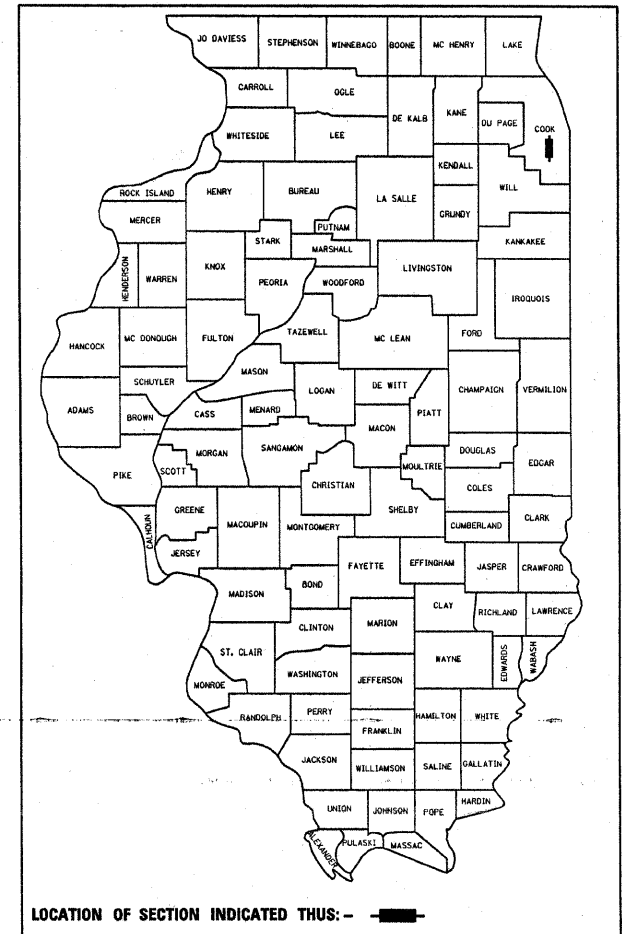 JO DAVIESS STEPHENSON WINNEBAGO BOONE MC HENRY LAKE
CARROLL OGLE DE KALB KANE DU PAGE COOK
WHITESIDE LEE KENDALL WILL
ROCK ISLAND HENRY BUREAU LA SALLE GRUNDY
MERCER STARK PUTNAM MARSHALL KANKAKEE
HENDERSON WARREN KNOX PEORIA WOODFORD LIVINGSTON IROQUOIS
HANCOCK MC DONOUGH FULTON TAZEWELL MC LEAN FORD
SCHUYLER MASON LOGAN DE WITT CHAMPAIGN VERMILION
ADAMS BROWN CASS MENARD MACON PIATT
PIKE SCOTT MORGAN SANGAMON CHRISTIAN MOULTRIE DOUGLAS EDGAR
COLES
CALHOUN GREENE MACOUPIN MONTGOMERY SHELBY CUMBERLAND CLARK
JERSEY FAYETTE EFFINGHAM JASPER CRAWFORD
MADISON BOND CLAY RICHLAND LAWRENCE
CLINTON MARION
ST. CLAIR WAYNE EDWARDS WABASH
MONROE WASHINGTON JEFFERSON
RANDOLPH PERRY HAMILTON WHITE
FRANKLIN
JACKSON WILLIAMSON SALINE GALLATIN
UNION JOHNSON POPE HARDIN
ALEXANDER PULASKI MASSAC
LOCATION OF SECTION INDICATED THUS: -